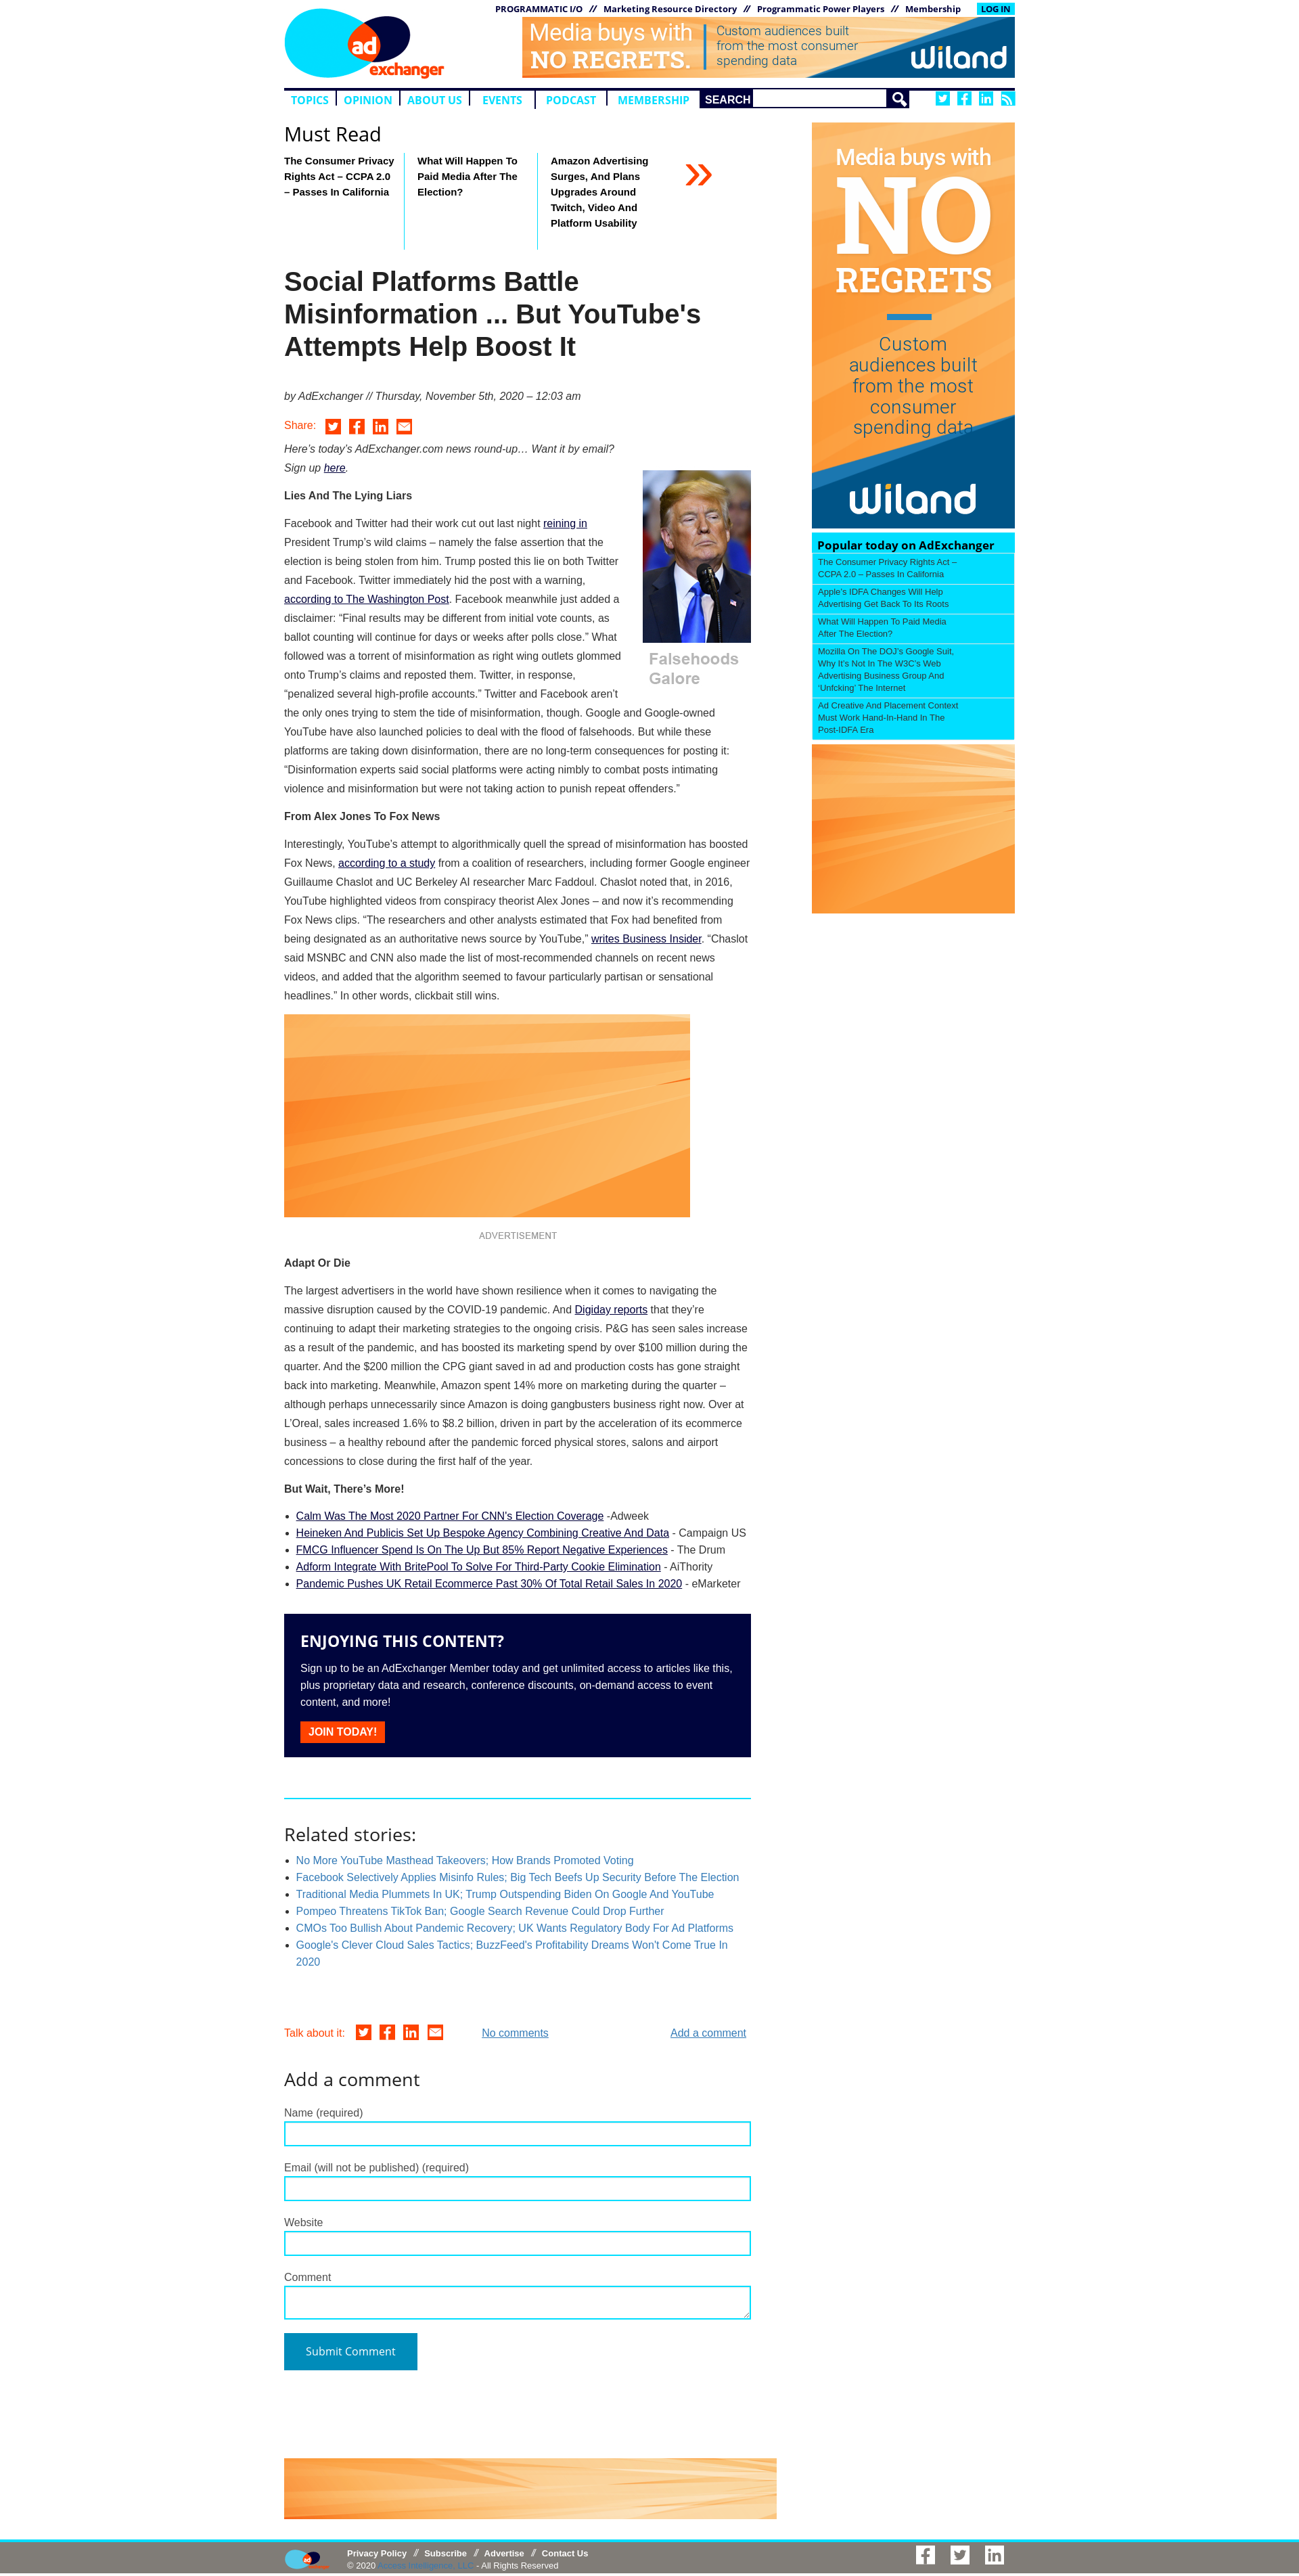 PROGRAMMATIC I/O // Marketing Resource Directory // Programmatic Power Players // Membership LOG IN
ad exchanger
Media buys with
NO REGRETS.
Custom audiences built
from the most consumer
spending data
wiland
TOPICS OPINION ABOUT US EVENTS PODCAST MEMBERSHIP SEARCH
Must Read
The Consumer Privacy
Rights Act – CCPA 2.0
– Passes In California
What Will Happen To
Paid Media After The
Election?
Amazon Advertising
Surges, And Plans
Upgrades Around
Twitch, Video And
Platform Usability
Social Platforms Battle
Misinformation ... But YouTube's
Attempts Help Boost It
by AdExchanger // Thursday, November 5th, 2020 – 12:03 am
Share:
Here’s today’s AdExchanger.com news round-up… Want it by email?
Sign up here.
Lies And The Lying Liars
Facebook and Twitter had their work cut out last night reining in
President Trump’s wild claims – namely the false assertion that the
election is being stolen from him. Trump posted this lie on both Twitter
and Facebook. Twitter immediately hid the post with a warning,
according to The Washington Post. Facebook meanwhile just added a
disclaimer: “Final results may be different from initial vote counts, as
ballot counting will continue for days or weeks after polls close.” What
followed was a torrent of misinformation as right wing outlets glommed
onto Trump’s claims and reposted them. Twitter, in response,
“penalized several high-profile accounts.” Twitter and Facebook aren’t
the only ones trying to stem the tide of misinformation, though. Google and Google-owned
YouTube have also launched policies to deal with the flood of falsehoods. But while these
platforms are taking down disinformation, there are no long-term consequences for posting it:
“Disinformation experts said social platforms were acting nimbly to combat posts intimating
violence and misinformation but were not taking action to punish repeat offenders.”
Falsehoods
Galore
From Alex Jones To Fox News
Interestingly, YouTube’s attempt to algorithmically quell the spread of misinformation has boosted
Fox News, according to a study from a coalition of researchers, including former Google engineer
Guillaume Chaslot and UC Berkeley AI researcher Marc Faddoul. Chaslot noted that, in 2016,
YouTube highlighted videos from conspiracy theorist Alex Jones – and now it’s recommending
Fox News clips. “The researchers and other analysts estimated that Fox had benefited from
being designated as an authoritative news source by YouTube,” writes Business Insider. “Chaslot
said MSNBC and CNN also made the list of most-recommended channels on recent news
videos, and added that the algorithm seemed to favour particularly partisan or sensational
headlines.” In other words, clickbait still wins.
ADVERTISEMENT
Adapt Or Die
The largest advertisers in the world have shown resilience when it comes to navigating the
massive disruption caused by the COVID-19 pandemic. And Digiday reports that they’re
continuing to adapt their marketing strategies to the ongoing crisis. P&G has seen sales increase
as a result of the pandemic, and has boosted its marketing spend by over $100 million during the
quarter. And the $200 million the CPG giant saved in ad and production costs has gone straight
back into marketing. Meanwhile, Amazon spent 14% more on marketing during the quarter –
although perhaps unnecessarily since Amazon is doing gangbusters business right now. Over at
L’Oreal, sales increased 1.6% to $8.2 billion, driven in part by the acceleration of its ecommerce
business – a healthy rebound after the pandemic forced physical stores, salons and airport
concessions to close during the first half of the year.
But Wait, There’s More!
Calm Was The Most 2020 Partner For CNN's Election Coverage -Adweek
Heineken And Publicis Set Up Bespoke Agency Combining Creative And Data - Campaign US
FMCG Influencer Spend Is On The Up But 85% Report Negative Experiences - The Drum
Adform Integrate With BritePool To Solve For Third-Party Cookie Elimination - AiThority
Pandemic Pushes UK Retail Ecommerce Past 30% Of Total Retail Sales In 2020 - eMarketer
ENJOYING THIS CONTENT?
Sign up to be an AdExchanger Member today and get unlimited access to articles like this,
plus proprietary data and research, conference discounts, on-demand access to event
content, and more!
JOIN TODAY!
Related stories:
No More YouTube Masthead Takeovers; How Brands Promoted Voting
Facebook Selectively Applies Misinfo Rules; Big Tech Beefs Up Security Before The Election
Traditional Media Plummets In UK; Trump Outspending Biden On Google And YouTube
Pompeo Threatens TikTok Ban; Google Search Revenue Could Drop Further
CMOs Too Bullish About Pandemic Recovery; UK Wants Regulatory Body For Ad Platforms
Google's Clever Cloud Sales Tactics; BuzzFeed's Profitability Dreams Won't Come True In
2020
Talk about it: No comments Add a comment
Add a comment
Name (required)
Email (will not be published) (required)
Website
Comment
Submit Comment
Media buys with
NO
REGRETS
Custom
audiences built
from the most
consumer
spending data
wiland
Popular today on AdExchanger
The Consumer Privacy Rights Act –
CCPA 2.0 – Passes In California
Apple’s IDFA Changes Will Help
Advertising Get Back To Its Roots
What Will Happen To Paid Media
After The Election?
Mozilla On The DOJ’s Google Suit,
Why It’s Not In The W3C’s Web
Advertising Business Group And
‘Unfcking’ The Internet
Ad Creative And Placement Context
Must Work Hand-In-Hand In The
Post-IDFA Era
Privacy Policy // Subscribe // Advertise // Contact Us
© 2020 Access Intelligence, LLC - All Rights Reserved